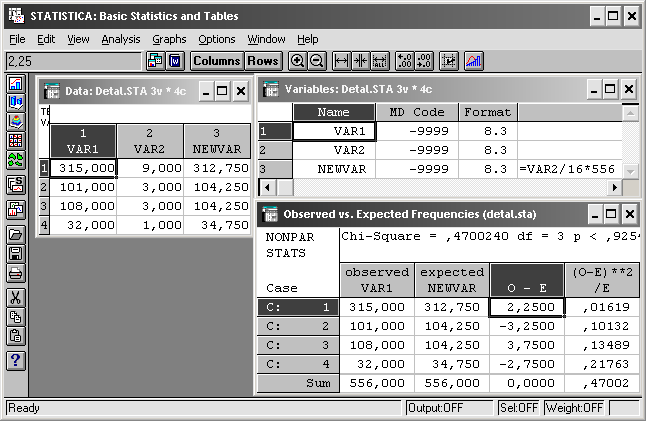 STATISTICA: Basic Statistics and Tables
File Edit View Analysis Graphs Options Window Help
2,25 Columns Rows
Data: Detal.STA 3v * 4c
1 2 3
VAR1 VAR2 NEWVAR
1 315,000 9,000 312,750
2 101,000 3,000 104,250
3 108,000 3,000 104,250
4 32,000 1,000 34,750
Variables: Detal.STA 3v * 4c
Name MD Code Format
1 VAR1 -9999 8.3
2 VAR2 -9999 8.3
3 NEWVAR -9999 8.3 =VAR2/16*556
Observed vs. Expected Frequencies (detal.sta)
NONPAR Chi-Square = ,4700240 df = 3 p < ,9254
STATS
observed expected (O-E)**2
VAR1 NEWVAR O - E /E
Case
C: 1 315,000 312,750 2,2500 ,01619
C: 2 101,000 104,250 -3,2500 ,10132
C: 3 108,000 104,250 3,7500 ,13489
C: 4 32,000 34,750 -2,7500 ,21763
Sum 556,000 556,000 0,0000 ,47002
Ready Output:OFF Sel:OFF Weight:OFF